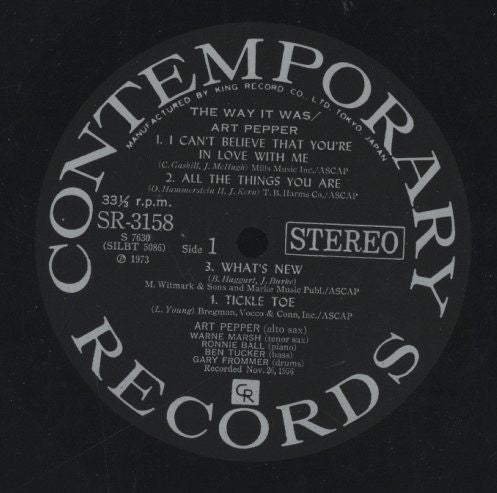 CONTEMPORARY
MANUFACTURED BY KING RECORD CO., LTD, TOKYO, JAPAN
THE WAY IT WAS!
ART PEPPER
1. I CAN'T BELIEVE THAT YOU'RE
IN LOVE WITH ME
(C. Gaskill, J. McHugh) Mills Music Inc./ASCAP
2. ALL THE THINGS YOU ARE
(O. Hammerstein II, J. Kern) T. B. Harms Co./ASCAP
33⅓ r.p.m.
SR-3158
S 7630
(SILBT 5086)
Side 1
STEREO
℗ 1973
3. WHAT'S NEW
(B. Haggart, J. Burke)
M. Witmark & Sons and Marke Music Publ./ASCAP
4. TICKLE TOE
(L. Young) Bregman, Vocco & Conn, Inc./ASCAP
ART PEPPER (alto sax)
WARNE MARSH (tenor sax)
RONNIE BALL (piano)
BEN TUCKER (bass)
GARY FROMMER (drums)
Recorded Nov. 26, 1956
CR
RECORDS